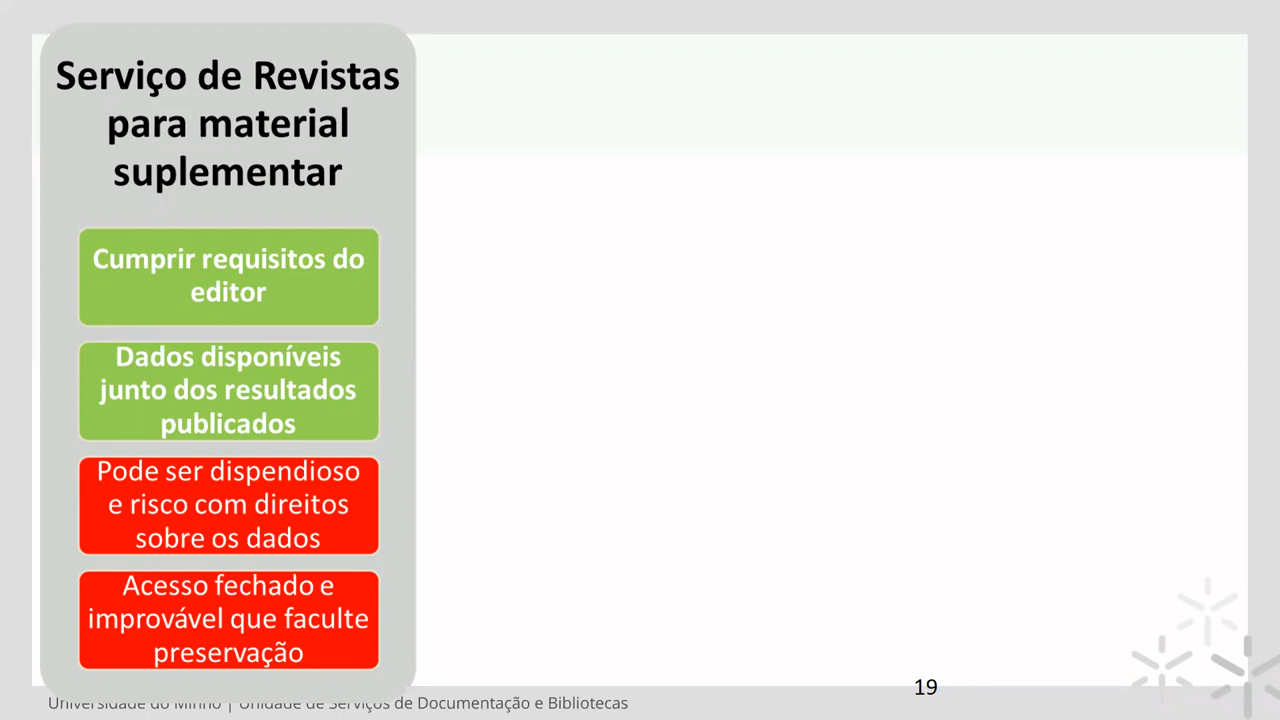 Serviço de Revistas
para material
suplementar
Cumprir requisitos do
editor
Dados disponíveis
junto dos resultados
publicados
Pode ser dispendioso
e risco com direitos
sobre os dados
Acesso fechado e
improvável que faculte
preservação
19
Universidade do Minho | Unidade de Serviços de Documentação e Bibliotecas